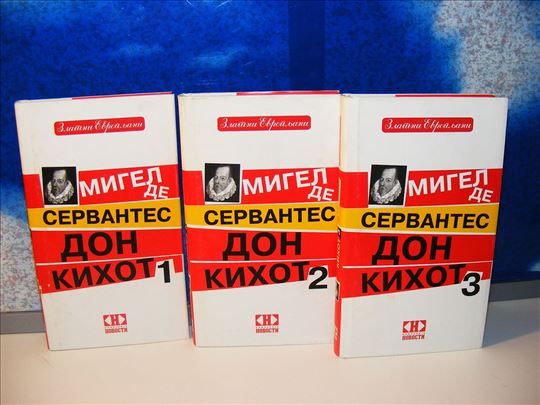 Златни Европљани
МИГЕЛ
ДЕ
СЕРВАНТЕС
ДОН
КИХОТ 1
НОВОСТИ
Златни Европљани
МИГЕЛ
ДЕ
СЕРВАНТЕС
ДОН
КИХОТ 2
НОВОСТИ
Златни Европљани
МИГЕЛ
ДЕ
СЕРВАНТЕС
ДОН
КИХОТ 3
НОВОСТИ